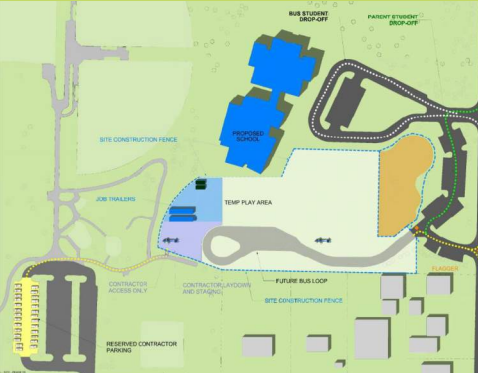 BUS STUDENT
DROP-OFF
PARENT STUDENT
DROP-OFF
PROPOSED
SCHOOL
SITE CONSTRUCTION FENCE
JOB TRAILERS
TEMP PLAY AREA
CONTRACTOR
ACCESS ONLY
CONTRACTOR LAYDOWN
AND STAGING
FUTURE BUS LOOP
FLAGGER
SITE CONSTRUCTION FENCE
RESERVED CONTRACTOR
PARKING